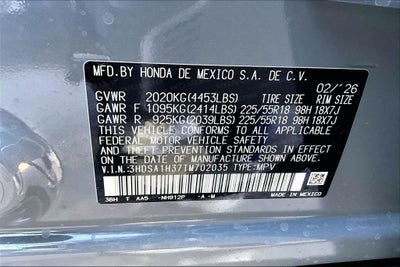 MFD.BY HONDA DE MEXICO S.A. DE C.V.
02/'26
GVWR 2020KG(4453LBS) TIRE SIZE RIM SIZE
GAWR F 1095KG(2414LBS) 225/55R18 98H 18X7J
GAWR R 925KG(2039LBS) 225/55R18 98H 18X7J
THIS VEHICLE CONFORMS TO ALL APPLICABLE
FEDERAL MOTOR VEHICLE SAFETY
AND THEFT PREVENTION STANDARDS IN EFFECT
ON THE DATE OF MANUFACTURE SHOWN ABOVE.
V.I.N.:3HDSA1H37TM702035 TYPE:MPV
3BH T AA5 NH912P -A -M
MADE IN MEXICO